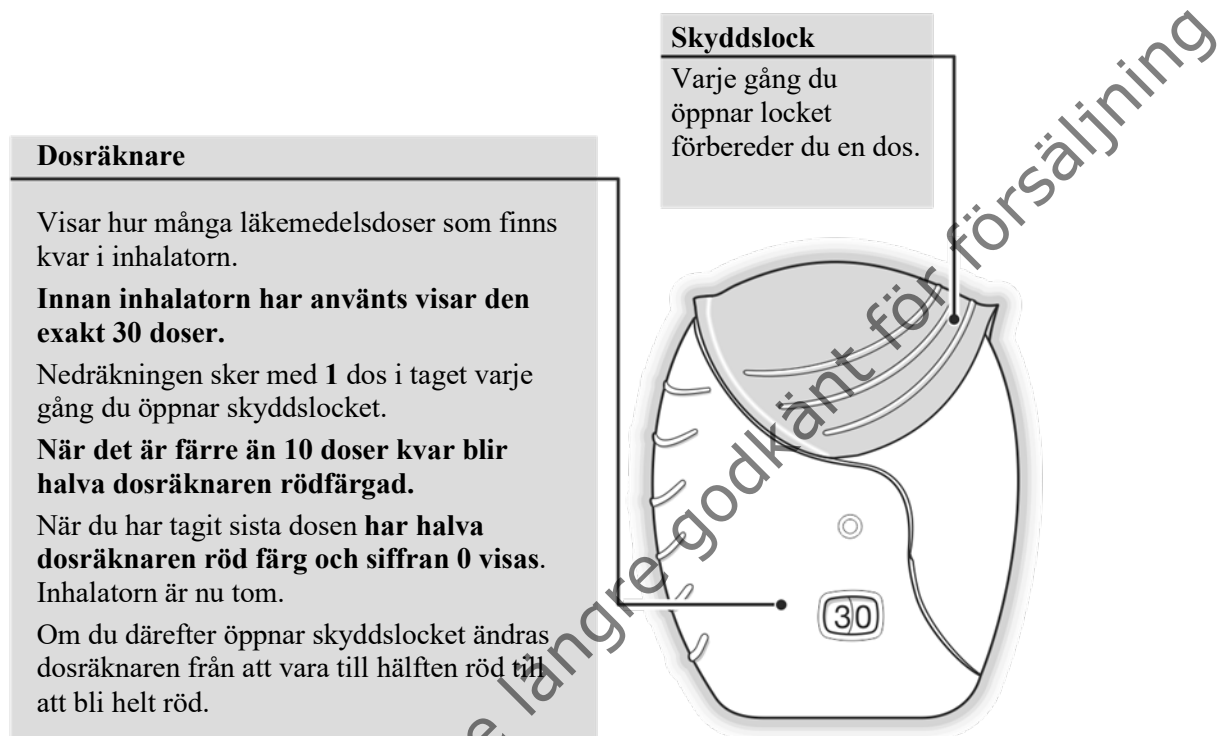 Skyddslock
Varje gång du
öppnar locket
förbereder du en dos.
Dosräknare
Visar hur många läkemedelsdoser som finns
kvar i inhalatorn.
Innan inhalatorn har använts visar den
exakt 30 doser.
Nedräkningen sker med 1 dos i taget varje
gång du öppnar skyddslocket.
När det är färre än 10 doser kvar blir
halva dosräknaren rödfärgad.
När du har tagit sista dosen har halva
dosräknaren röd färg och siffran 0 visas.
Inhalatorn är nu tom.
Om du därefter öppnar skyddslocket ändras
dosräknaren från att vara till hälften röd till
att bli helt röd.
30
längre godkänt för försäljning